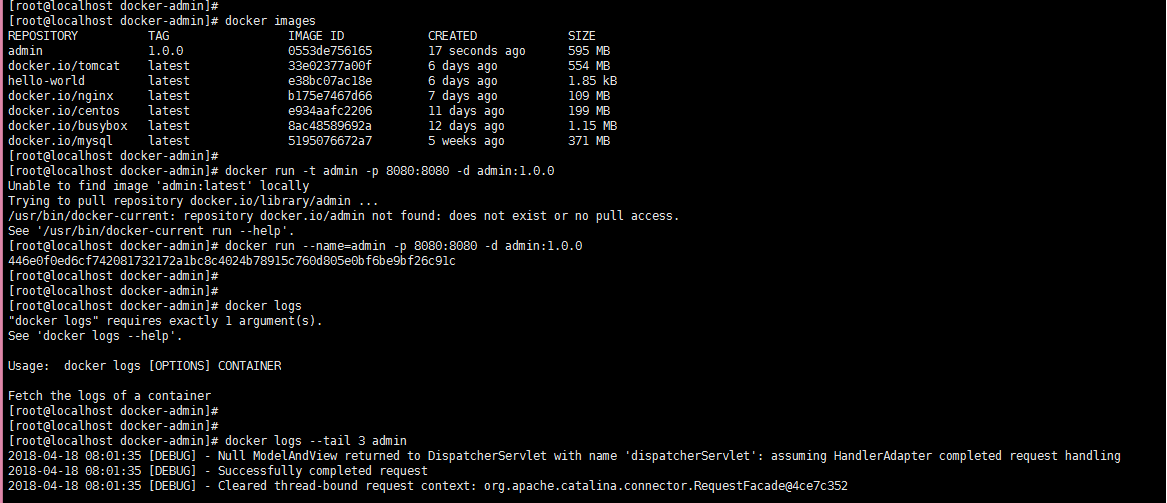 [root@localhost docker-admin]#
[root@localhost docker-admin]# docker images
REPOSITORY TAG IMAGE ID CREATED SIZE
admin 1.0.0 0553de756165 17 seconds ago 595 MB
docker.io/tomcat latest 33e02377a00f 6 days ago 554 MB
hello-world latest e38bc07ac18e 6 days ago 1.85 kB
docker.io/nginx latest b175e7467d66 7 days ago 109 MB
docker.io/centos latest e934aafc2206 11 days ago 199 MB
docker.io/busybox latest 8ac48589692a 12 days ago 1.15 MB
docker.io/mysql latest 5195076672a7 5 weeks ago 371 MB
[root@localhost docker-admin]#
[root@localhost docker-admin]# docker run -t admin -p 8080:8080 -d admin:1.0.0
Unable to find image 'admin:latest' locally
Trying to pull repository docker.io/library/admin ...
/usr/bin/docker-current: repository docker.io/admin not found: does not exist or no pull access.
See '/usr/bin/docker-current run --help'.
[root@localhost docker-admin]# docker run --name=admin -p 8080:8080 -d admin:1.0.0
446e0f0ed6cf742081732172a1bc8c4024b78915c760d805e0bf6be9bf26c91c
[root@localhost docker-admin]#
[root@localhost docker-admin]#
[root@localhost docker-admin]# docker logs
"docker logs" requires exactly 1 argument(s).
See 'docker logs --help'.
Usage:  docker logs [OPTIONS] CONTAINER
Fetch the logs of a container
[root@localhost docker-admin]#
[root@localhost docker-admin]#
[root@localhost docker-admin]# docker logs --tail 3 admin
2018-04-18 08:01:35 [DEBUG] - Null ModelAndView returned to DispatcherServlet with name 'dispatcherServlet': assuming HandlerAdapter completed request handling
2018-04-18 08:01:35 [DEBUG] - Successfully completed request
2018-04-18 08:01:35 [DEBUG] - Cleared thread-bound request context: org.apache.catalina.connector.RequestFacade@4ce7c352